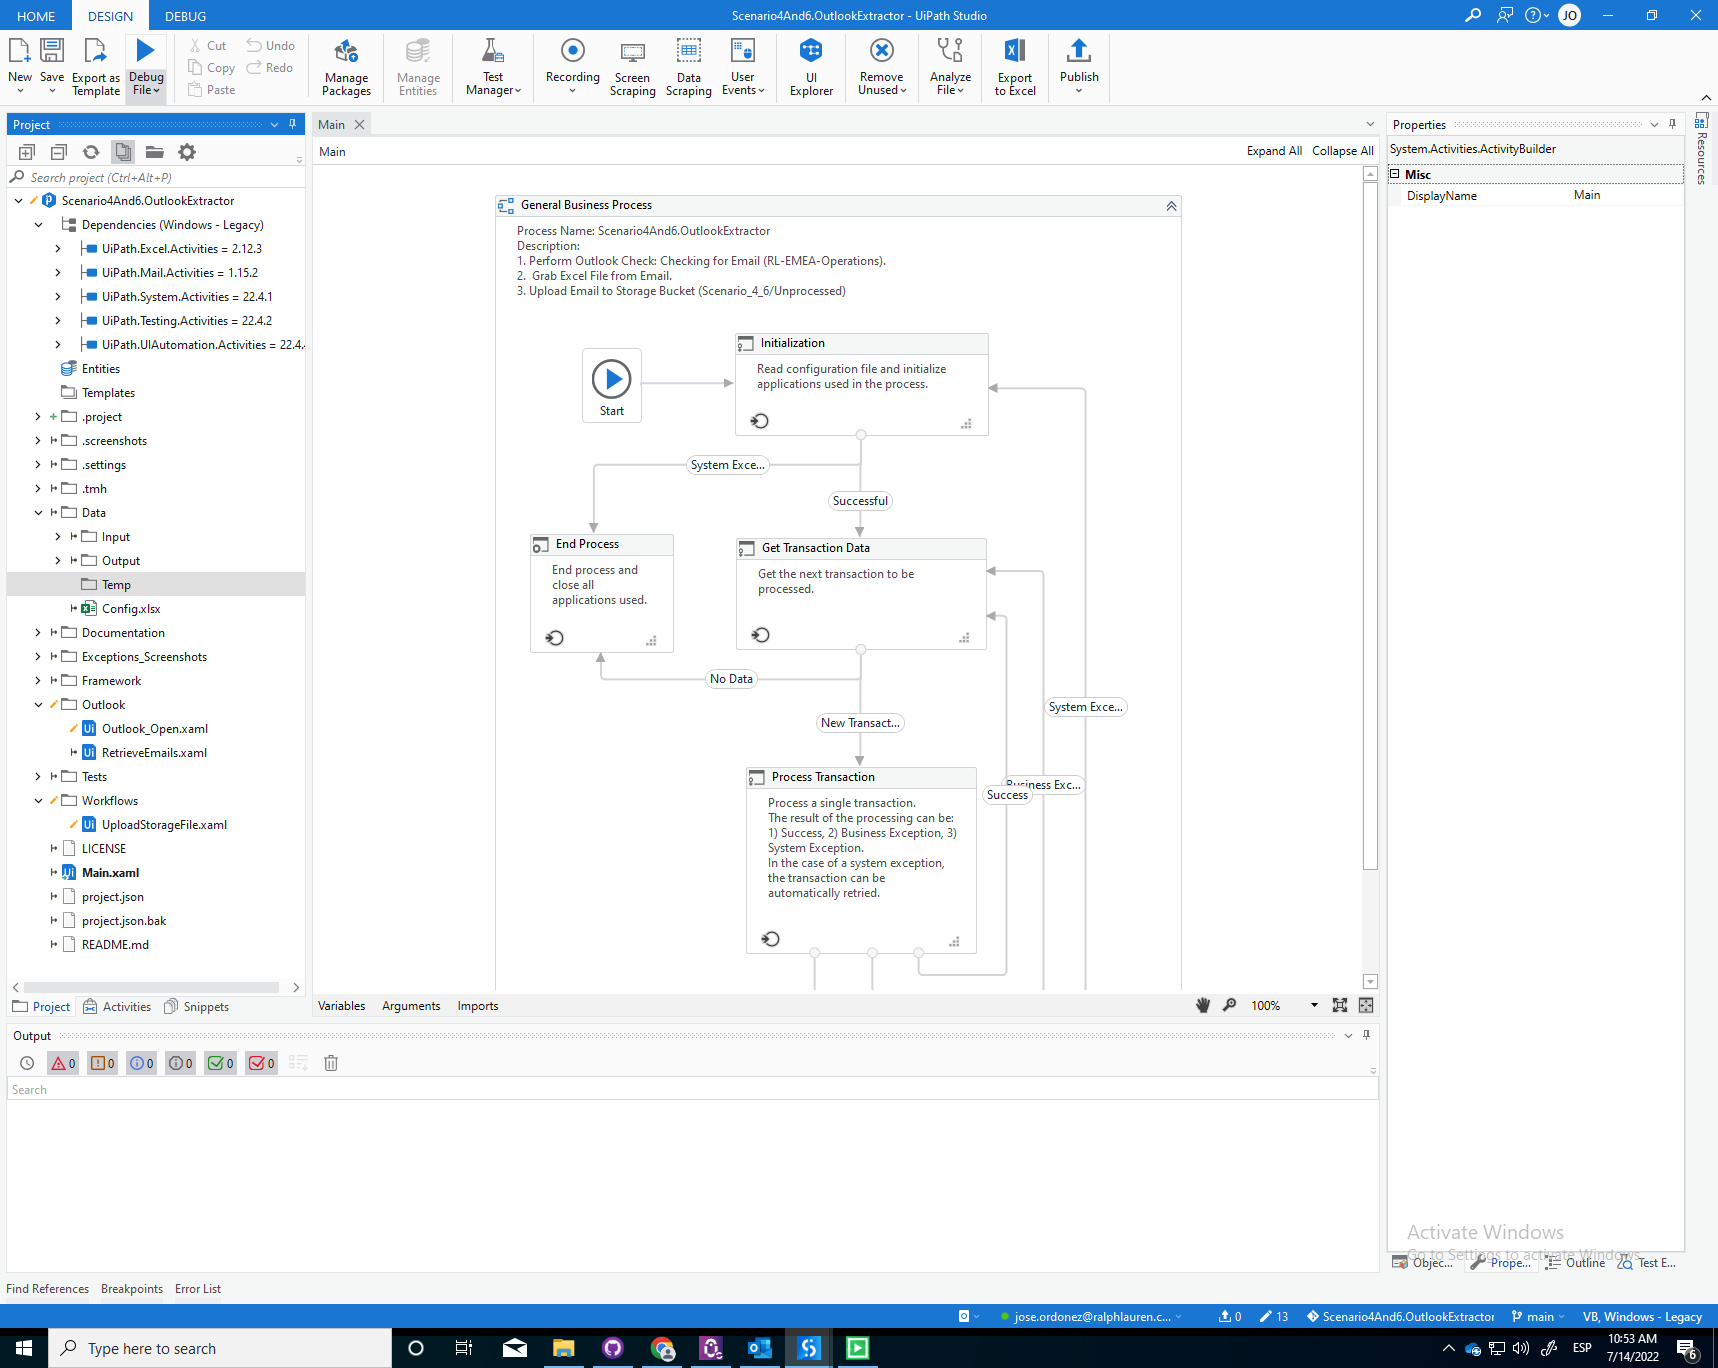 HOME DESIGN DEBUG
Scenario4And6.OutlookExtractor - UiPath Studio
JO
New
Save
Export as
Template
Debug
File
Cut
Copy
Paste
Undo
Redo
Manage
Packages
Manage
Entities
Test
Manager
Recording
Screen
Scraping
Data
Scraping
User
Events
UI
Explorer
Remove
Unused
Analyze
File
Export
to Excel
Publish
Project
Search project (Ctrl+Alt+P)
Scenario4And6.OutlookExtractor
Dependencies (Windows - Legacy)
UiPath.Excel.Activities = 2.12.3
UiPath.Mail.Activities = 1.15.2
UiPath.System.Activities = 22.4.1
UiPath.Testing.Activities = 22.4.2
UiPath.UIAutomation.Activities = 22.4.
Entities
Templates
.project
.screenshots
.settings
.tmh
Data
Input
Output
Temp
Config.xlsx
Documentation
Exceptions_Screenshots
Framework
Outlook
Outlook_Open.xaml
RetrieveEmails.xaml
Tests
Workflows
UploadStorageFile.xaml
LICENSE
Main.xaml
project.json
project.json.bak
README.md
Project Activities Snippets
Main
Main
Expand All Collapse All
General Business Process
Process Name: Scenario4And6.OutlookExtractor
Description:
1. Perform Outlook Check: Checking for Email (RL-EMEA-Operations).
2. Grab Excel File from Email.
3. Upload Email to Storage Bucket (Scenario_4_6/Unprocessed)
Start
Initialization
Read configuration file and initialize
applications used in the process.
System Exce...
Successful
End Process
End process and
close all
applications used.
Get Transaction Data
Get the next transaction to be
processed.
No Data
New Transact...
System Exce...
Business Exc...
Success
Process Transaction
Process a single transaction.
The result of the processing can be:
1) Success, 2) Business Exception, 3)
System Exception.
In the case of a system exception,
the transaction can be
automatically retried.
Variables Arguments Imports
100%
Properties
System.Activities.ActivityBuilder
Misc
DisplayName Main
Resources
Output
0 0 0 0 0 0
Search
Activate Windows
Go to Settings to activate Windows.
Objec... Prope... Outline Test E...
Find References Breakpoints Error List
jose.ordonez@ralphlauren.c... 0 13 Scenario4And6.OutlookExtractor main VB, Windows - Legacy
Type here to search
ESP
10:53 AM
7/14/2022
6